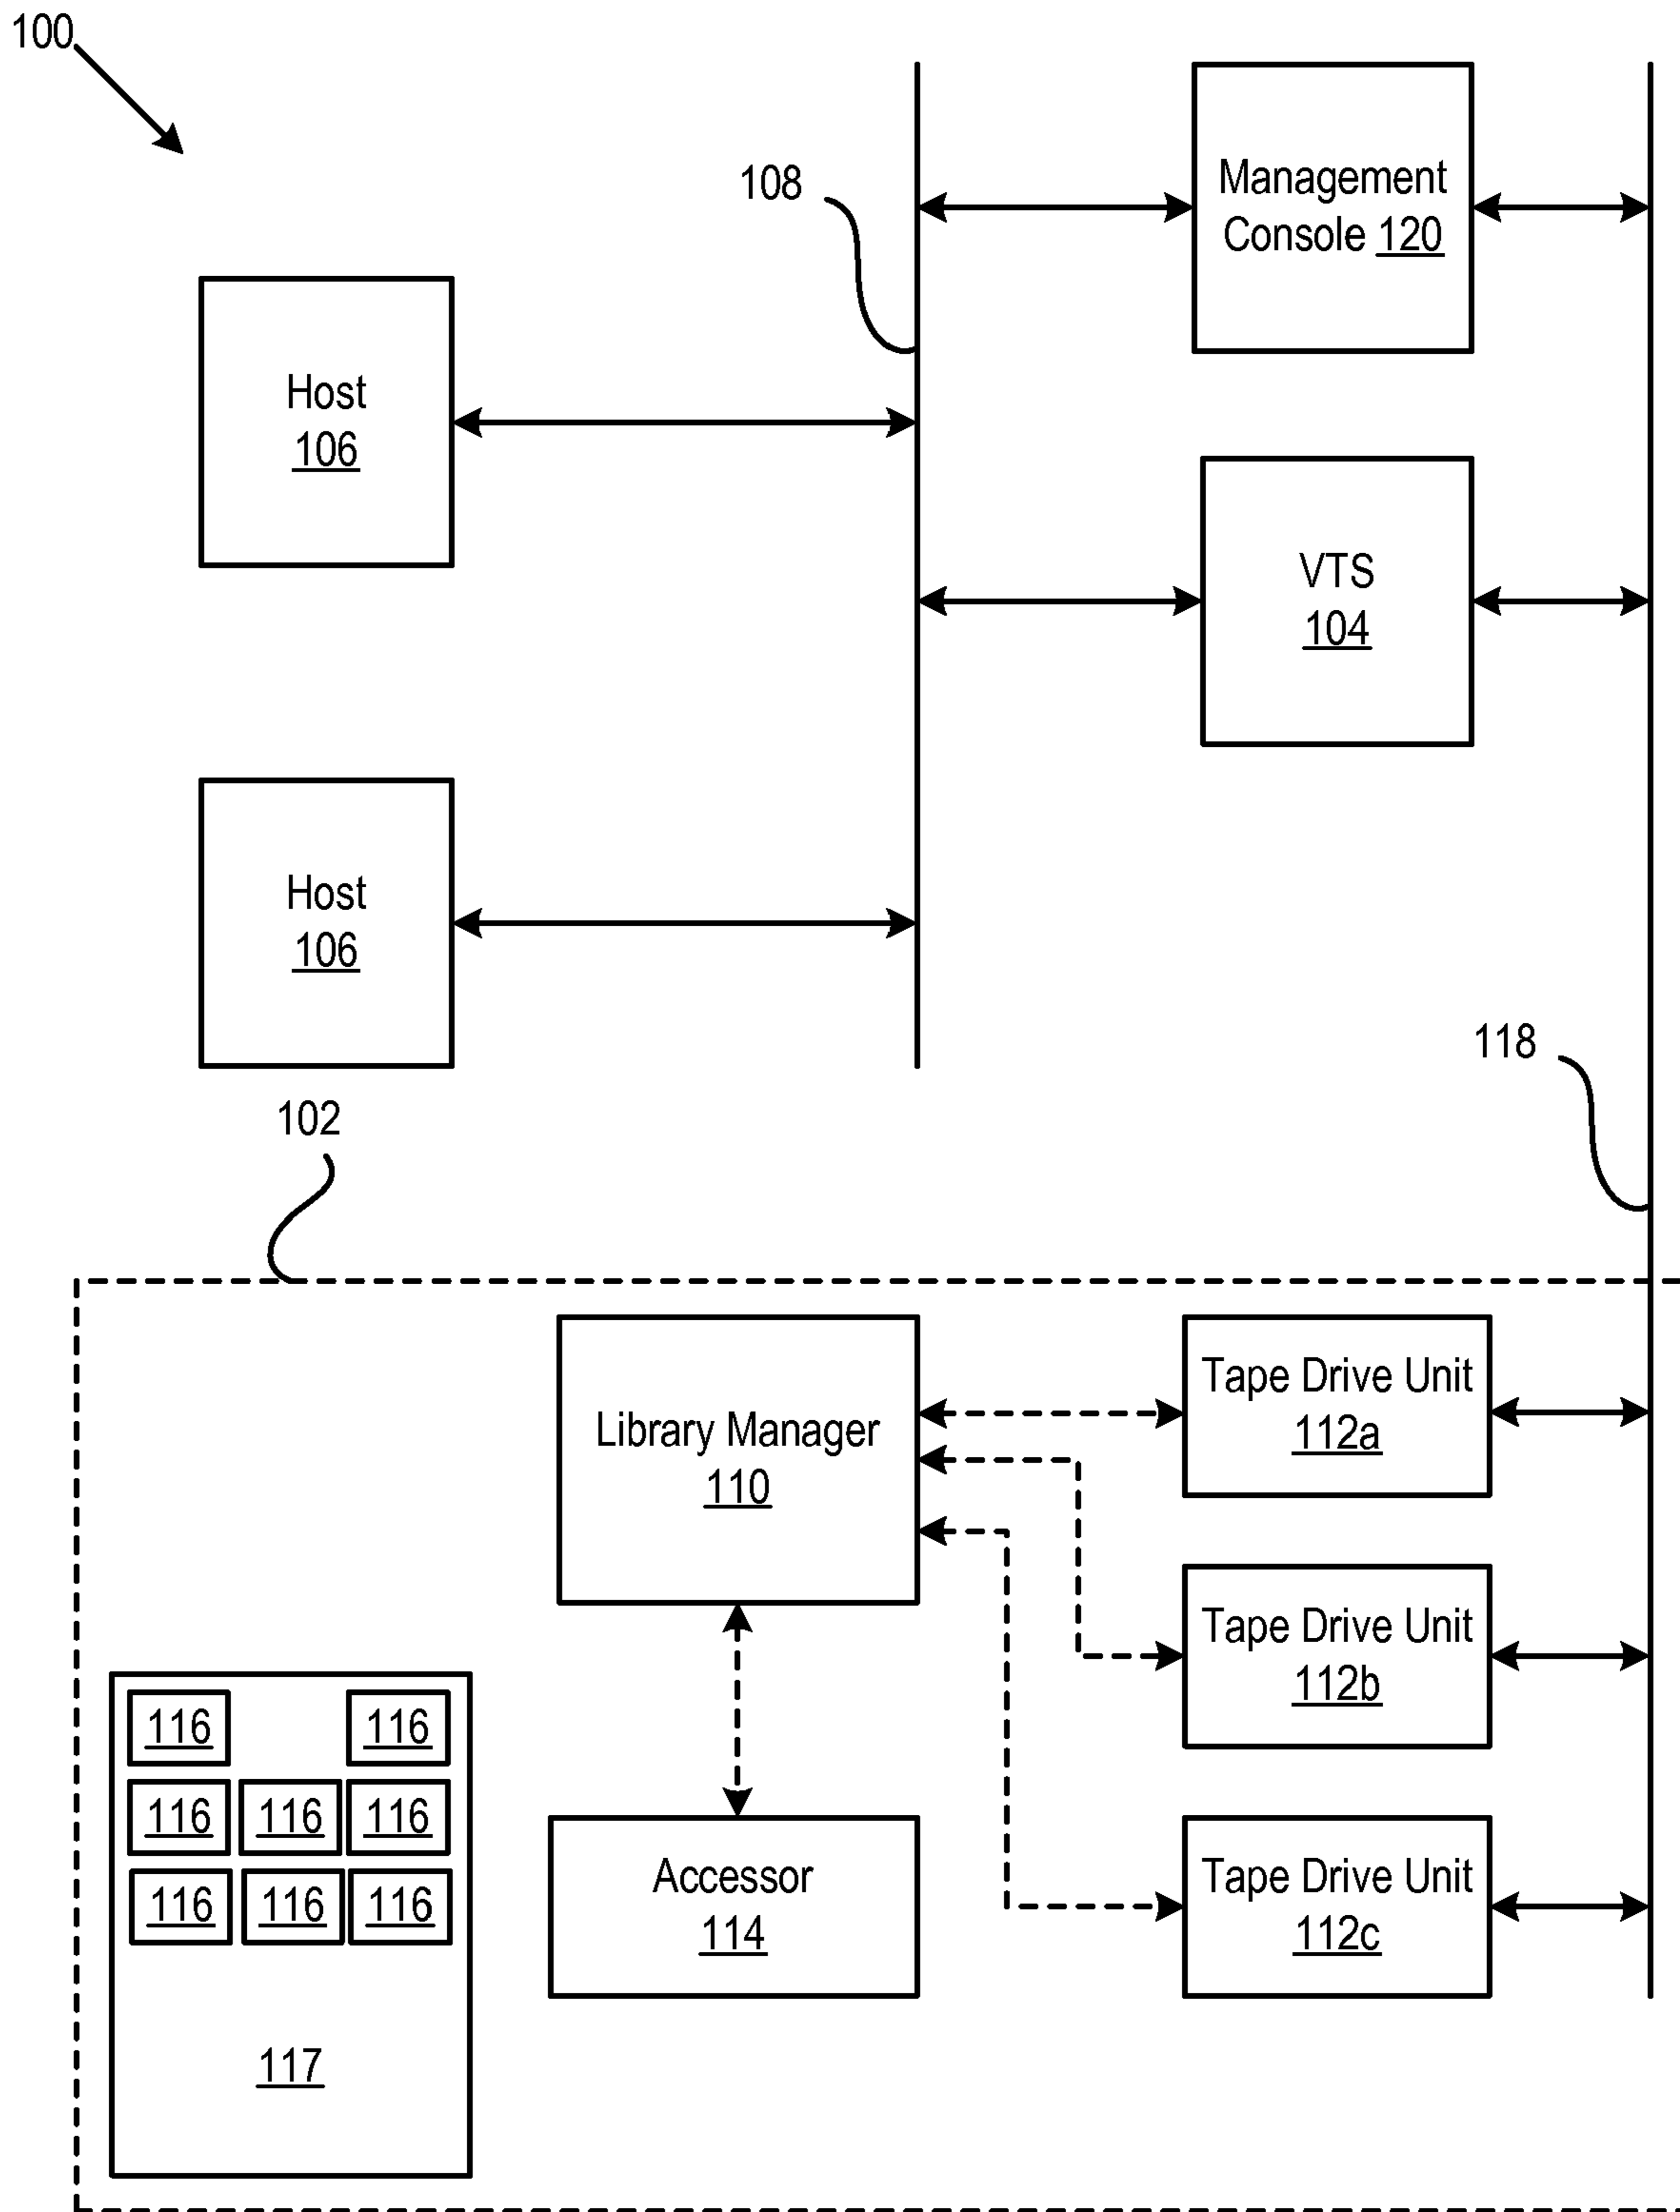 100
108
Management
Console 120
Host
106
VTS
104
Host
106
118
102
Library Manager
110
Tape Drive Unit
112a
Tape Drive Unit
112b
116 116
116 116 116
116 116 116
117
Accessor
114
Tape Drive Unit
112c